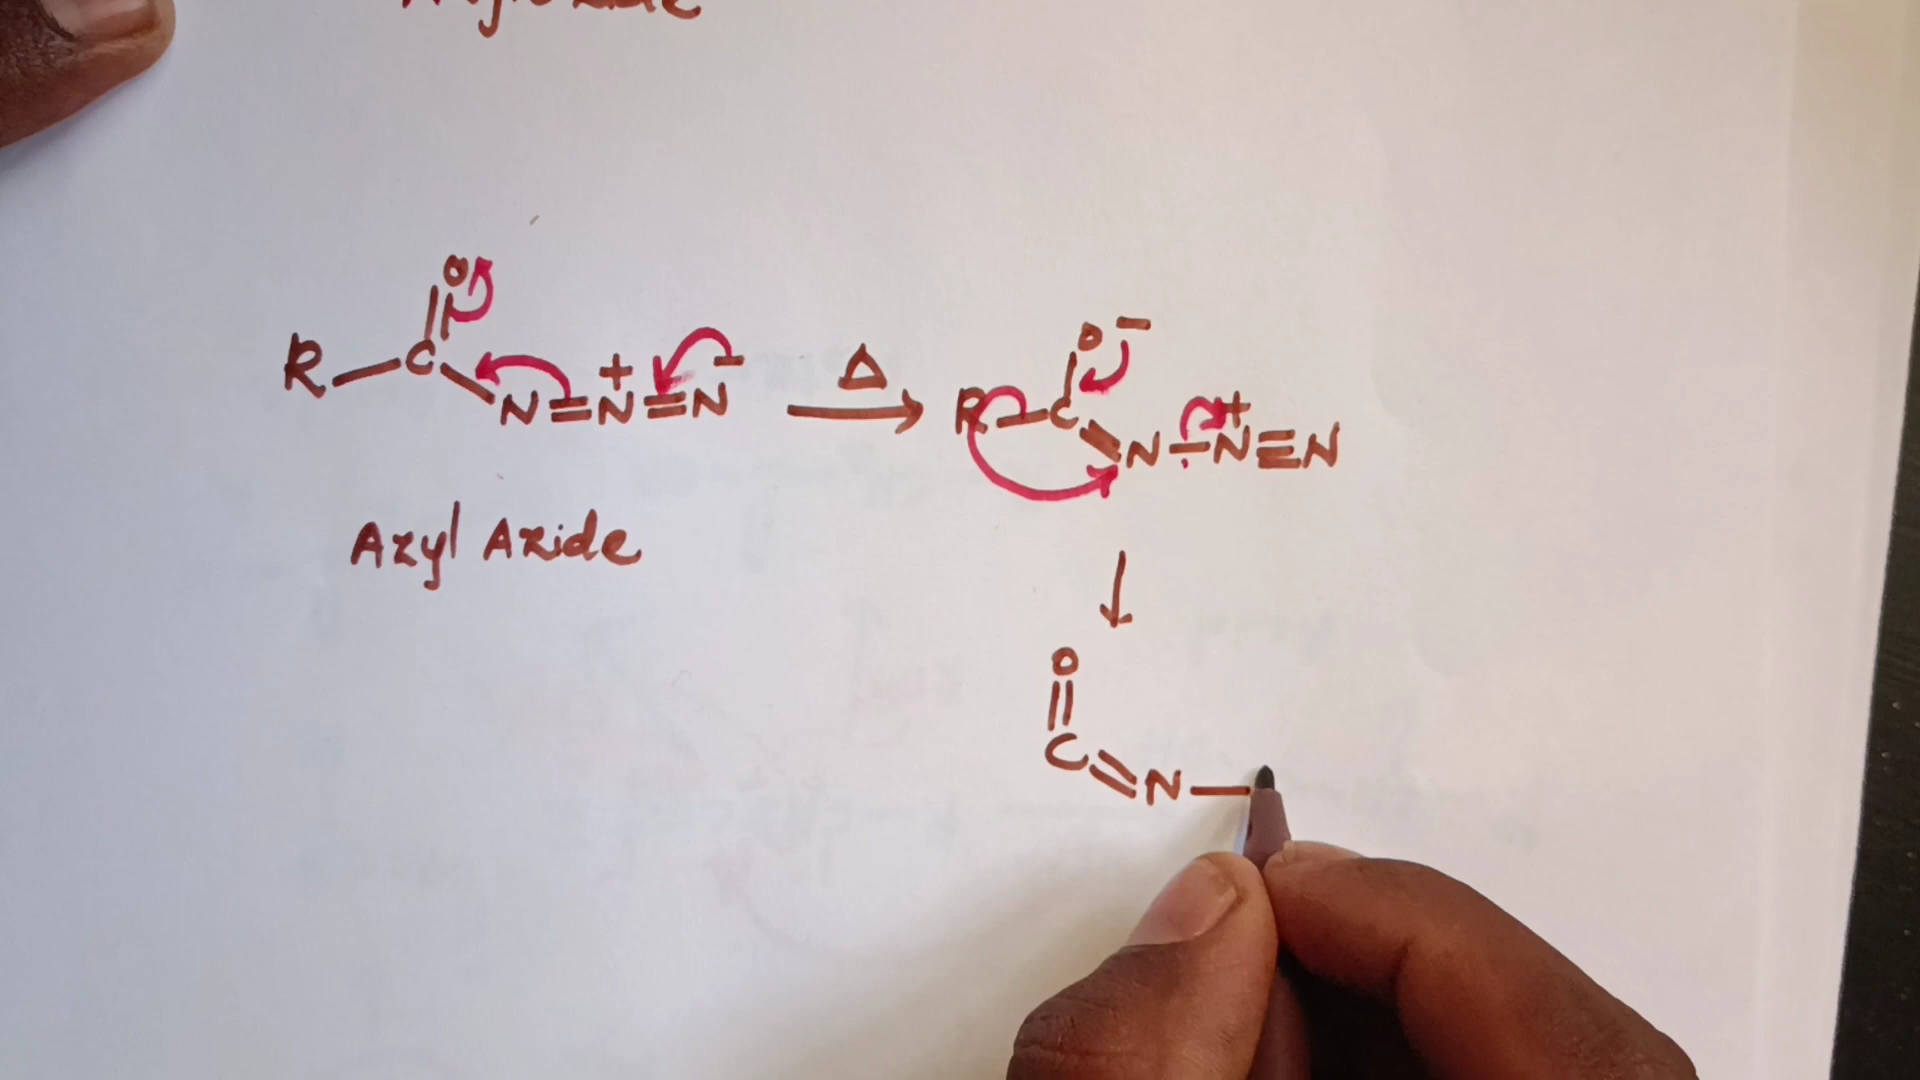 O
R-C
N=N⁺=N⁻
Δ
O⁻
R-C
N-N⁺≡N
Azyl Azide
O
C=N-